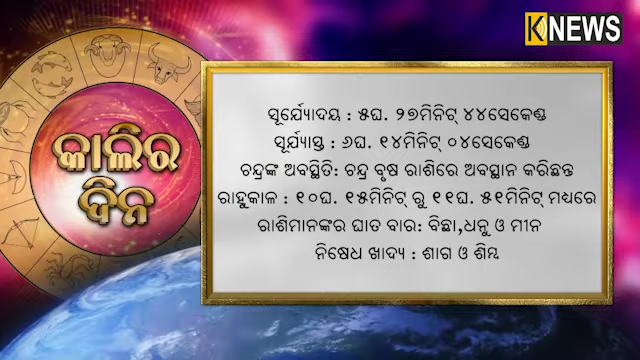 K NEWS
କାଲିର
ଦିନ
ସୂର୍ଯ୍ୟୋଦୟ : ୫ଘ. ୨୭ମିନିଟ୍ ୪୪ସେକେଣ୍ଡ
ସୂର୍ଯ୍ୟାସ୍ତ : ୬ଘ. ୧୪ମିନିଟ୍ ୦୪ସେକେଣ୍ଡ
ଚନ୍ଦ୍ରଙ୍କ ଅବସ୍ଥିତି: ଚନ୍ଦ୍ର ବୃଷ ରାଶିରେ ଅବସ୍ଥାନ କରିଛନ୍ତି
ରାହୁକାଳ : ୧୦ଘ. ୧୫ମିନିଟ୍ ରୁ ୧୧ଘ. ୫୧ମିନିଟ୍ ମଧ୍ୟରେ
ରାଶିମାନଙ୍କର ଘାତ ବାର: ବିଛା,ଧନୁ ଓ ମୀନ
ନିଷେଧ ଖାଦ୍ୟ : ଶାଗ ଓ ଶିମ୍ବ